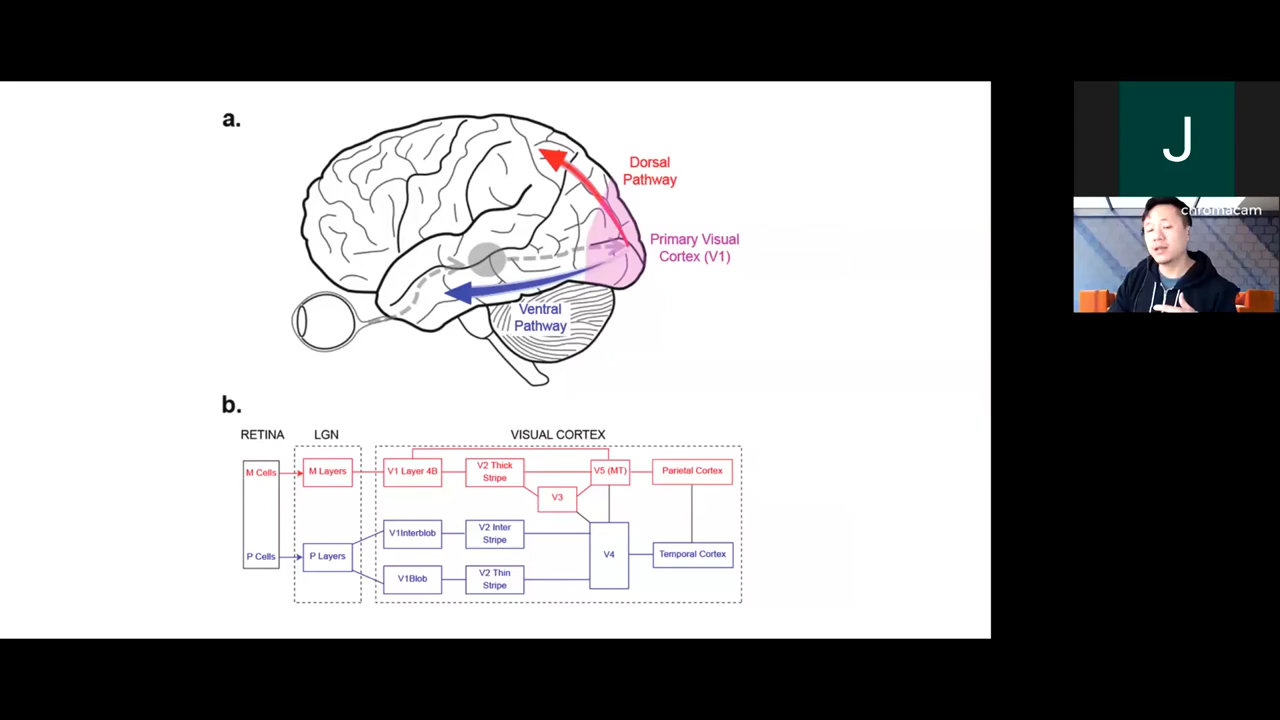 a.
Dorsal
Pathway
Primary Visual
Cortex (V1)
Ventral
Pathway
b.
RETINA
LGN
VISUAL CORTEX
M Cells
M Layers
V1 Layer 4B
V2 Thick
Stripe
V5 (MT)
Parietal Cortex
V3
P Cells
P Layers
V1Interblob
V2 Inter
Stripe
V4
Temporal Cortex
V1Blob
V2 Thin
Stripe
J
chromacam